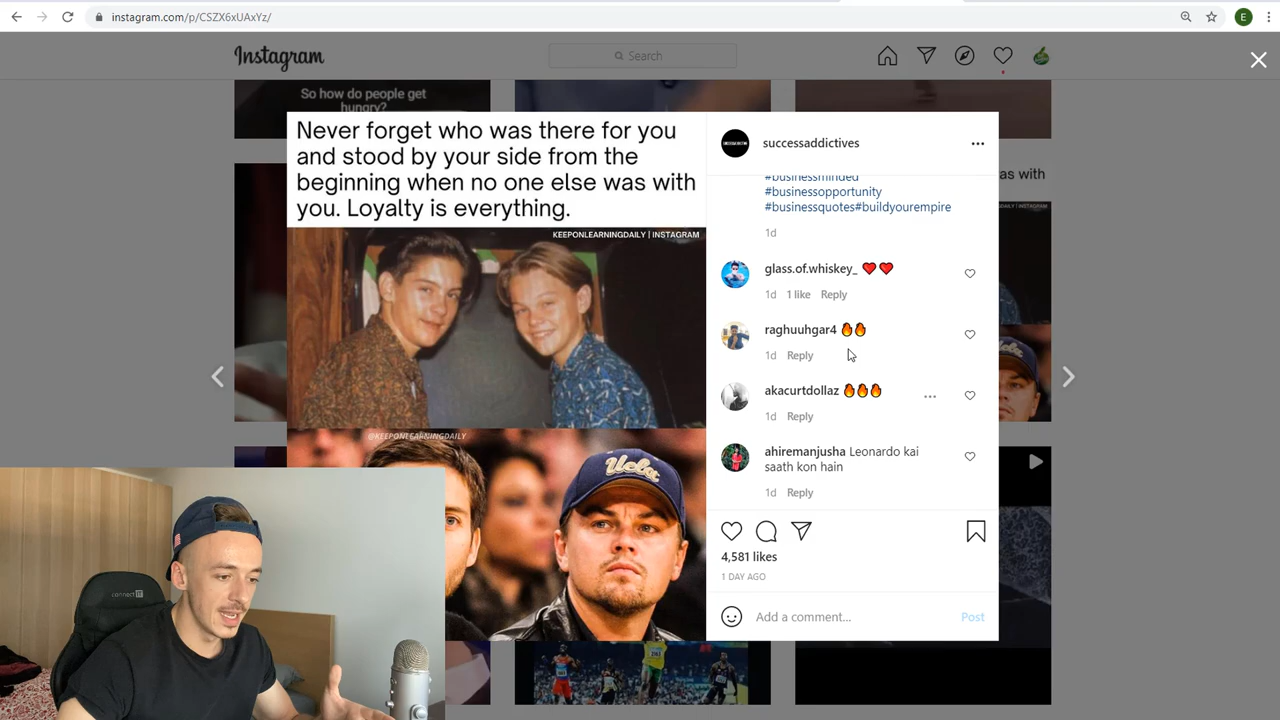 instagram.com/p/CSZX6xUAxYz/
E
Instagram
Search
So how do people get
hungry?
Never forget who was there for you
and stood by your side from the
beginning when no one else was with
you. Loyalty is everything.
KEEPONLEARNINGDAILY | INSTAGRAM
@KEEPONLEARNINGDAILY
Ucla
successaddictives
#businessminded
#businessopportunity
#businessquotes#buildyourempire
1d
glass.of.whiskey_ ❤️❤️
1d 1 like Reply
raghuuhgar4 🔥🔥
1d Reply
akacurtdollaz 🔥🔥🔥
1d Reply
ahiremanjusha Leonardo kai
saath kon hain
1d Reply
4,581 likes
1 DAY AGO
Add a comment...
Post
as with
INSTAGRAM
connect IT